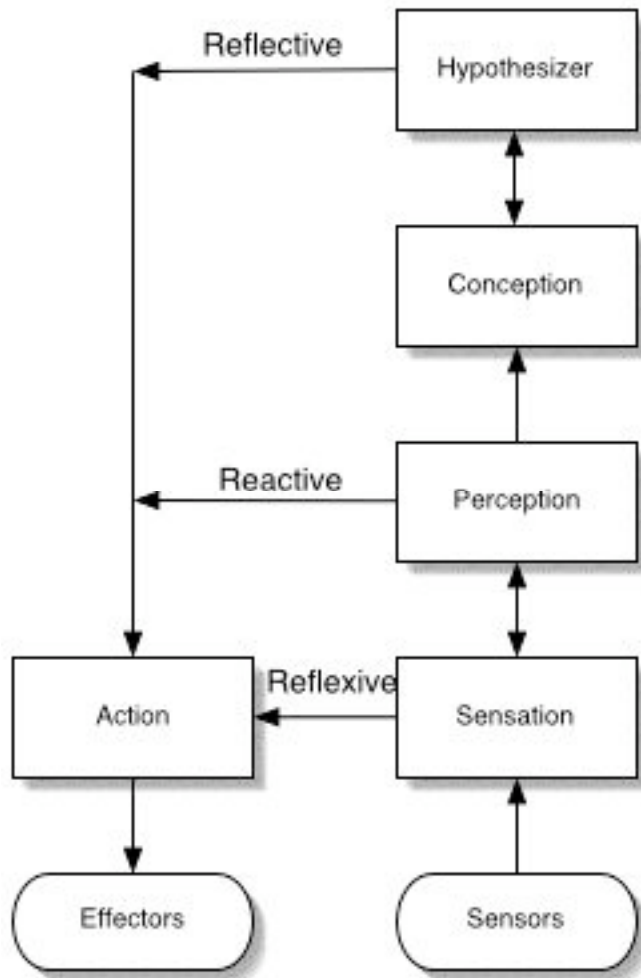 Reflective
Hypothesizer
Conception
Reactive
Perception
Reflexive
Action
Sensation
Effectors
Sensors